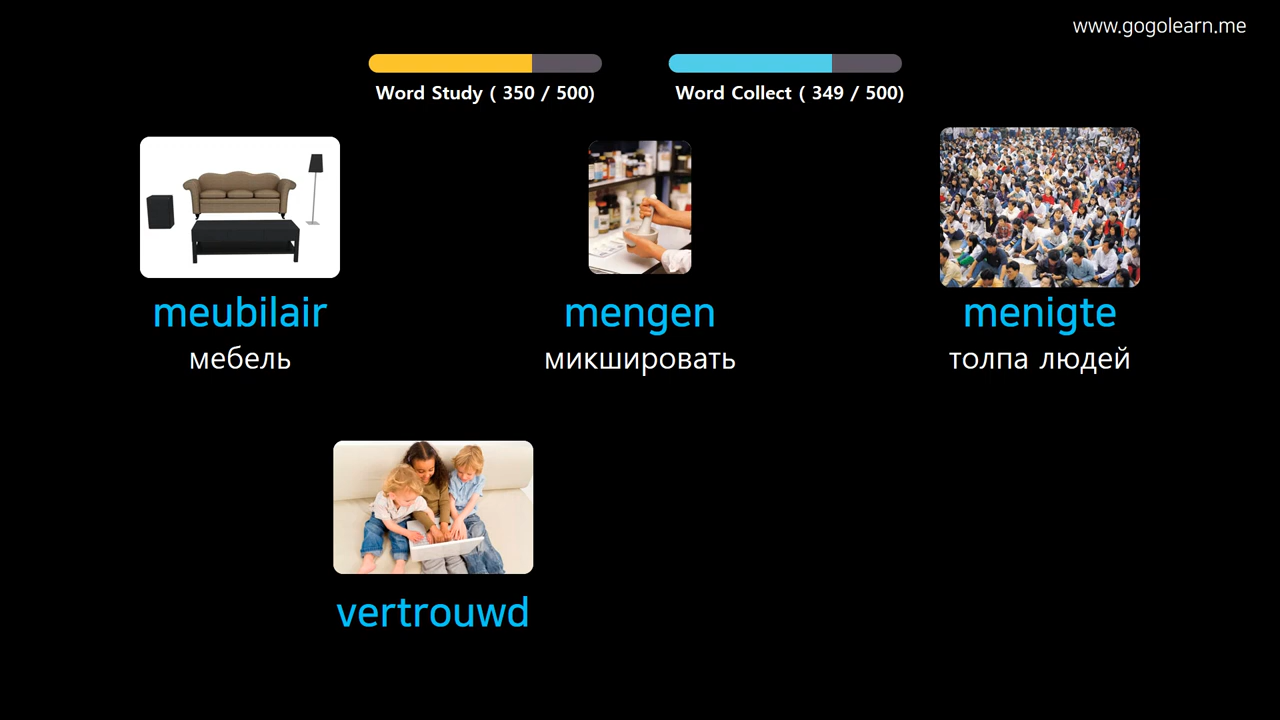 www.gogolearn.me
Word Study ( 350 / 500)
Word Collect ( 349 / 500)
meubilair
мебель
mengen
микшировать
menigte
толпа людей
vertrouwd